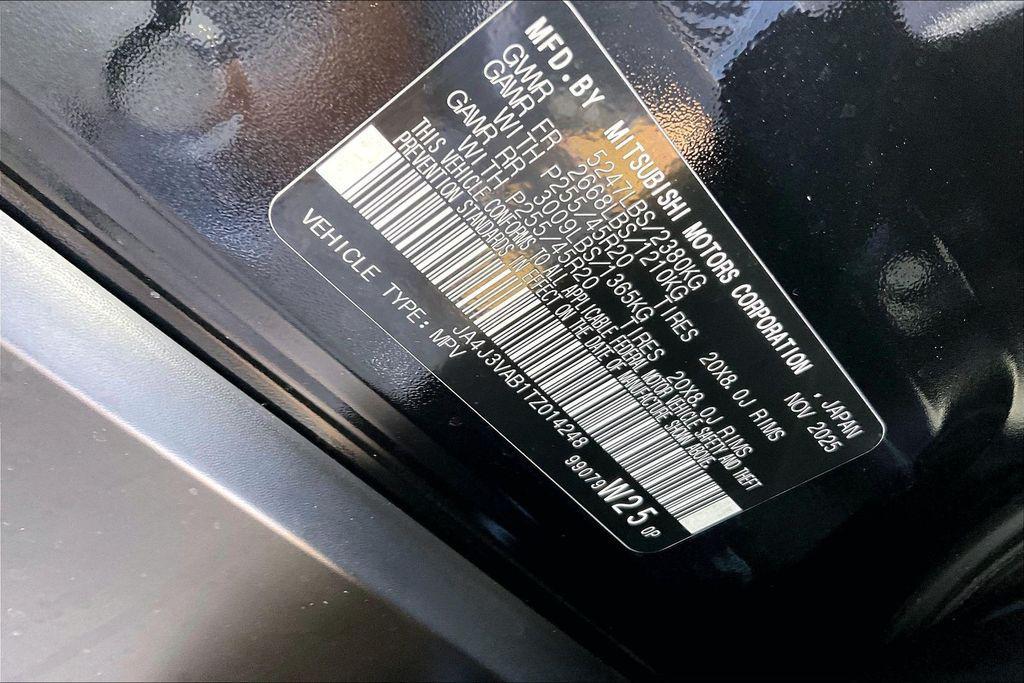 MFD.BY MITSUBISHI MOTORS CORPORATION , JAPAN
GVWR 5247LBS/2380KG NOV 2025
GAWR FR 2668LBS/1210KG
WITH P255/45R20 TIRES 20X8.0J RIMS
GAWR RR 3009LBS/1365KG
WITH P255/45R20 TIRES 20X8.0J RIMS
THIS VEHICLE CONFORMS TO ALL APPLICABLE FEDERAL MOTOR VEHICLE SAFETY AND THEFT
PREVENTION STANDARDS IN EFFECT ON THE DATE OF MANUFACTURE SHOWN ABOVE.
JA4J3VAB1TZ014248
VEHICLE TYPE: MPV 99079W25 OP